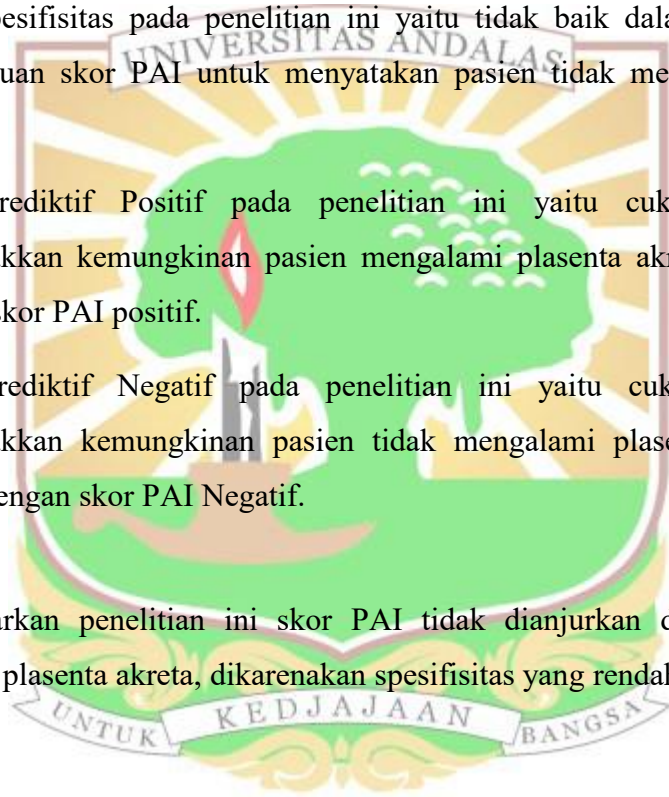 esifisitas pada penelitian ini yaitu tidak baik dala
UNIVERSITAS ANDALAS
uan skor PAI untuk menyatakan pasien tidak me
rediktif Positif pada penelitian ini yaitu cuk
kkan kemungkinan pasien mengalami plasenta akr
skor PAI positif.
rediktif Negatif pada penelitian ini yaitu cuk
kkan kemungkinan pasien tidak mengalami plase
engan skor PAI Negatif.
arkan penelitian ini skor PAI tidak dianjurkan d
plasenta akreta, dikarenakan spesifisitas yang rendal
UNTUK KEDJAJAAN BANGSA